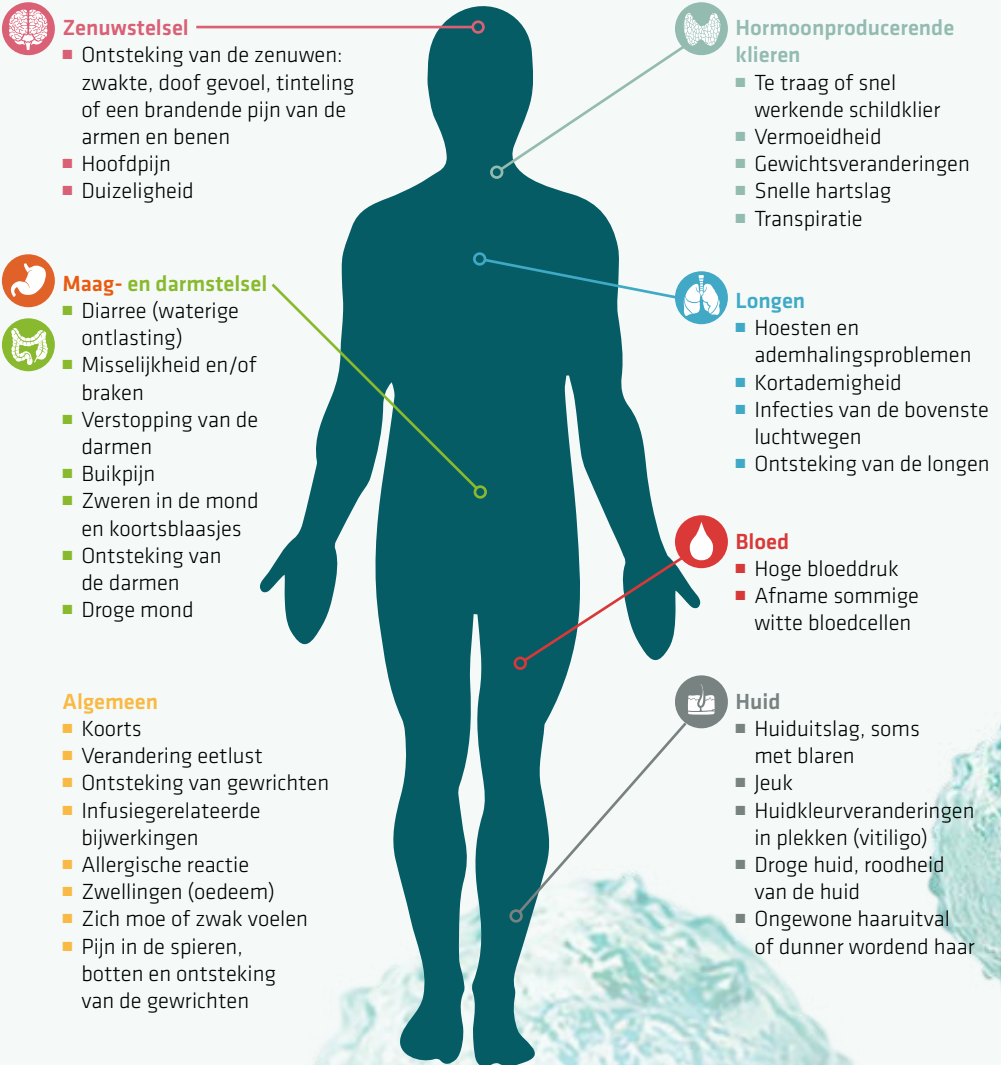 Zenuwstelsel
Ontsteking van de zenuwen:
zwakte, doof gevoel, tinteling
of een brandende pijn van de
armen en benen
Hoofdpijn
Duizeligheid
Hormoonproducerende
klieren
Te traag of snel
werkende schildklier
Vermoeidheid
Gewichtsveranderingen
Snelle hartslag
Transpiratie
Maag- en darmstelsel
Diarree (waterige
ontlasting)
Misselijkheid en/of
braken
Verstopping van de
darmen
Buikpijn
Zweren in de mond
en koortsblaasjes
Ontsteking van
de darmen
Droge mond
Longen
Hoesten en
ademhalingsproblemen
Kortademigheid
Infecties van de bovenste
luchtwegen
Ontsteking van de longen
Bloed
Hoge bloeddruk
Afname sommige
witte bloedcellen
Algemeen
Koorts
Verandering eetlust
Ontsteking van gewrichten
Infusiegerelateerde
bijwerkingen
Allergische reactie
Zwellingen (oedeem)
Zich moe of zwak voelen
Pijn in de spieren,
botten en ontsteking
van de gewrichten
Huid
Huiduitslag, soms
met blaren
Jeuk
Huidkleurveranderingen
in plekken (vitiligo)
Droge huid, roodheid
van de huid
Ongewone haaruitval
of dunner wordend haar